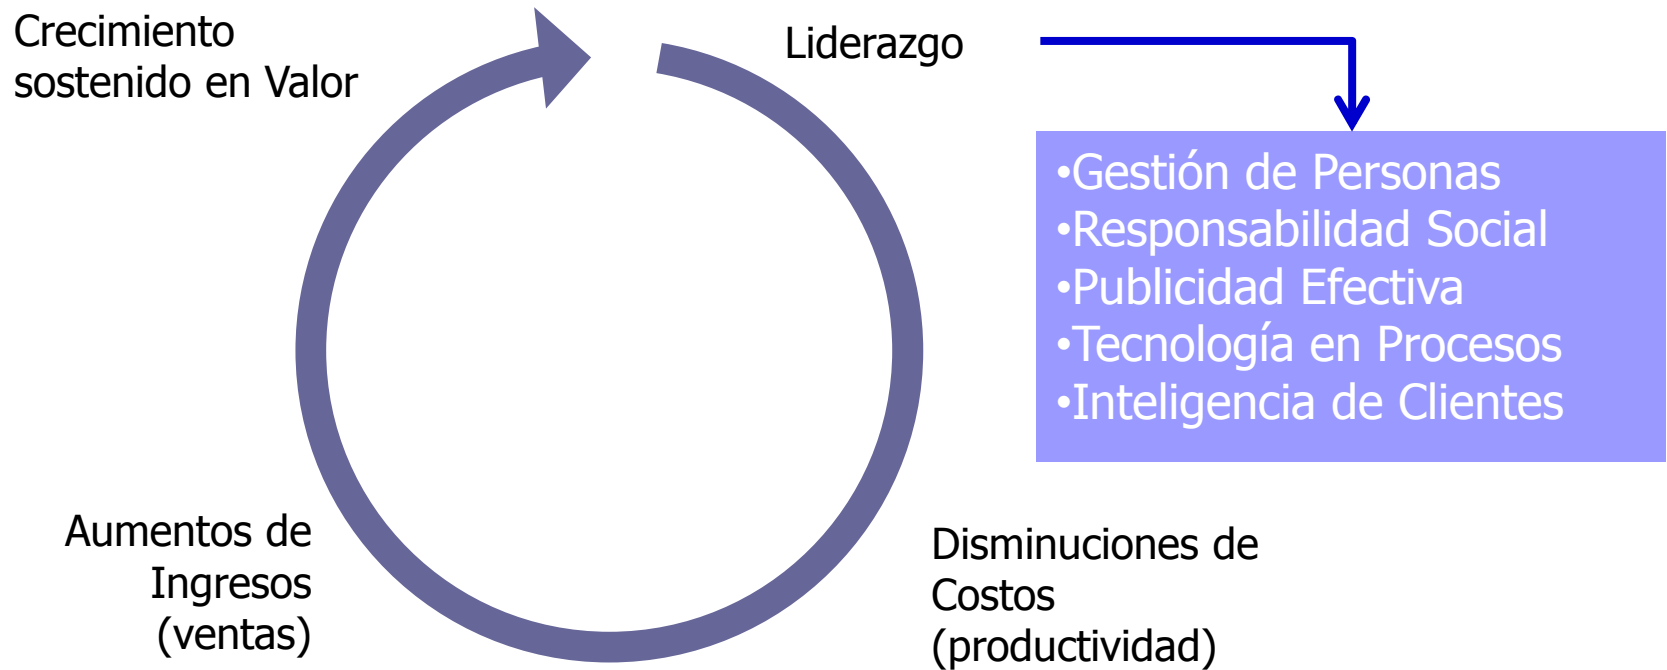 Crecimiento
sostenido en Valor
Liderazgo
•Gestión de Personas
•Responsabilidad Social
•Publicidad Efectiva
•Tecnología en Procesos
•Inteligencia de Clientes
Aumentos de
Ingresos
(ventas)
Disminuciones de
Costos
(productividad)